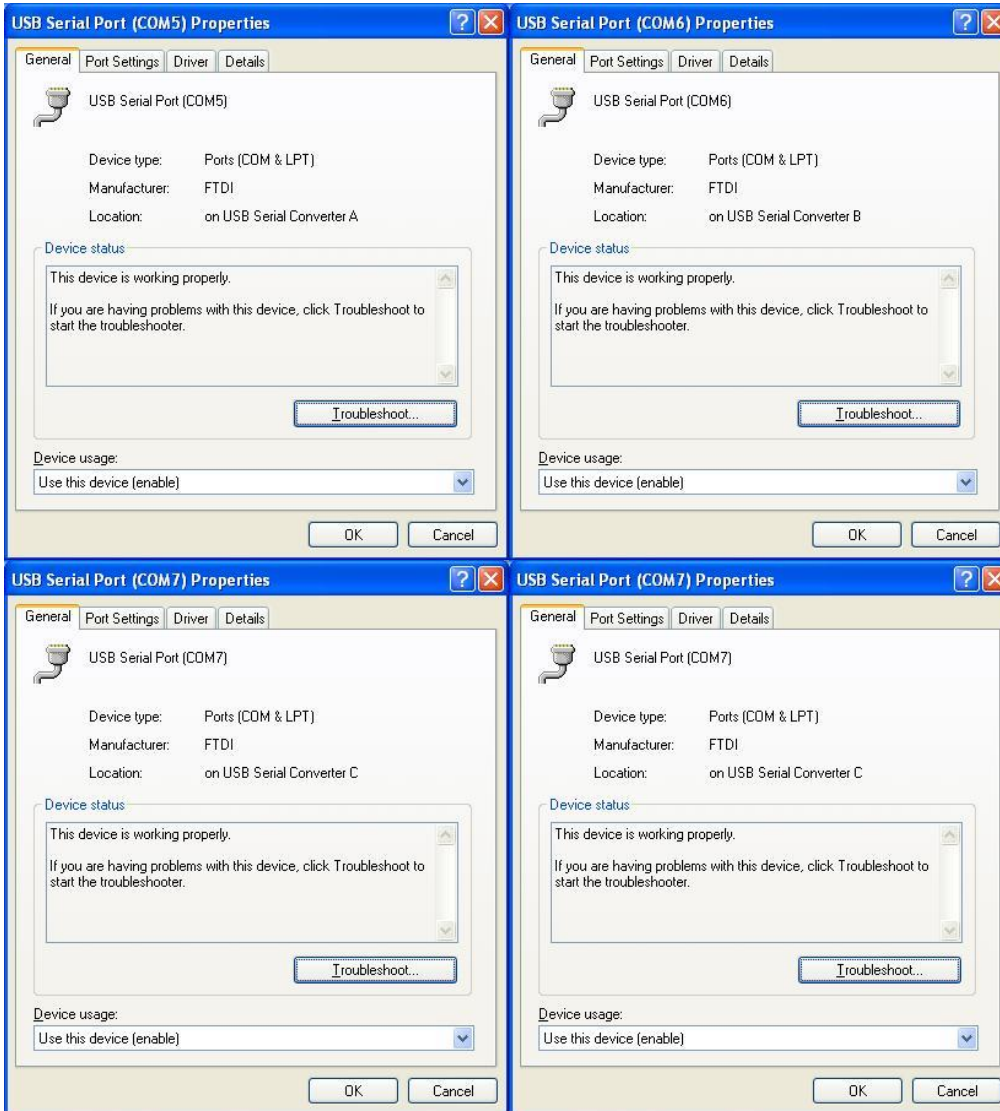 USB Serial Port (COM5) Properties
General Port Settings Driver Details
USB Serial Port (COM5)
Device type: Ports (COM & LPT)
Manufacturer: FTDI
Location: on USB Serial Converter A
Device status
This device is working properly.
If you are having problems with this device, click Troubleshoot to
start the troubleshooter.
Troubleshoot...
Device usage:
Use this device (enable)
OK Cancel
USB Serial Port (COM6) Properties
General Port Settings Driver Details
USB Serial Port (COM6)
Device type: Ports (COM & LPT)
Manufacturer: FTDI
Location: on USB Serial Converter B
Device status
This device is working properly.
If you are having problems with this device, click Troubleshoot to
start the troubleshooter.
Troubleshoot...
Device usage:
Use this device (enable)
OK Cancel
USB Serial Port (COM7) Properties
General Port Settings Driver Details
USB Serial Port (COM7)
Device type: Ports (COM & LPT)
Manufacturer: FTDI
Location: on USB Serial Converter C
Device status
This device is working properly.
If you are having problems with this device, click Troubleshoot to
start the troubleshooter.
Troubleshoot...
Device usage:
Use this device (enable)
OK Cancel
USB Serial Port (COM7) Properties
General Port Settings Driver Details
USB Serial Port (COM7)
Device type: Ports (COM & LPT)
Manufacturer: FTDI
Location: on USB Serial Converter C
Device status
This device is working properly.
If you are having problems with this device, click Troubleshoot to
start the troubleshooter.
Troubleshoot...
Device usage:
Use this device (enable)
OK Cancel